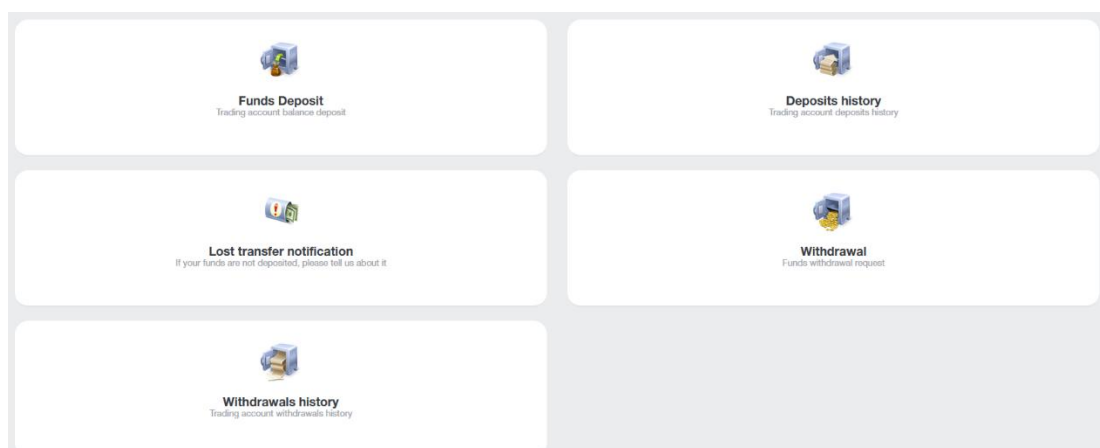 Funds Deposit
Trading account balance deposit
Deposits history
Trading account deposits history
Lost transfer notification
If your funds are not deposited, please tell us about it
Withdrawal
Funds withdrawal request
Withdrawals history
Trading account withdrawals history